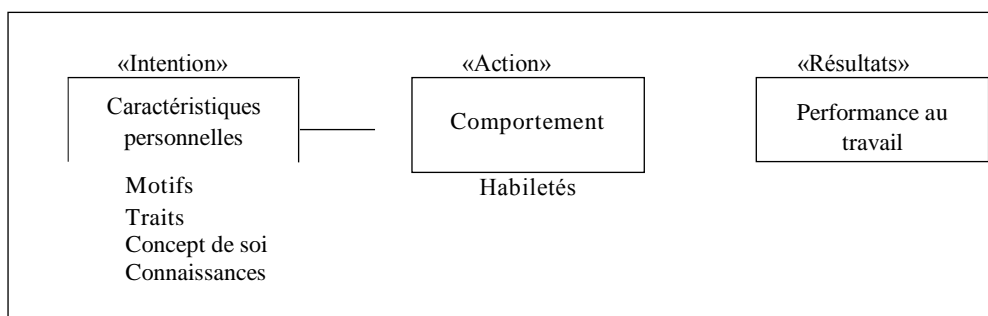 «Intention»
«Action»
«Résultats»
Caractéristiques
personnelles
Comportement
Performance au
travail
Habiletés
Motifs
Traits
Concept de soi
Connaissances